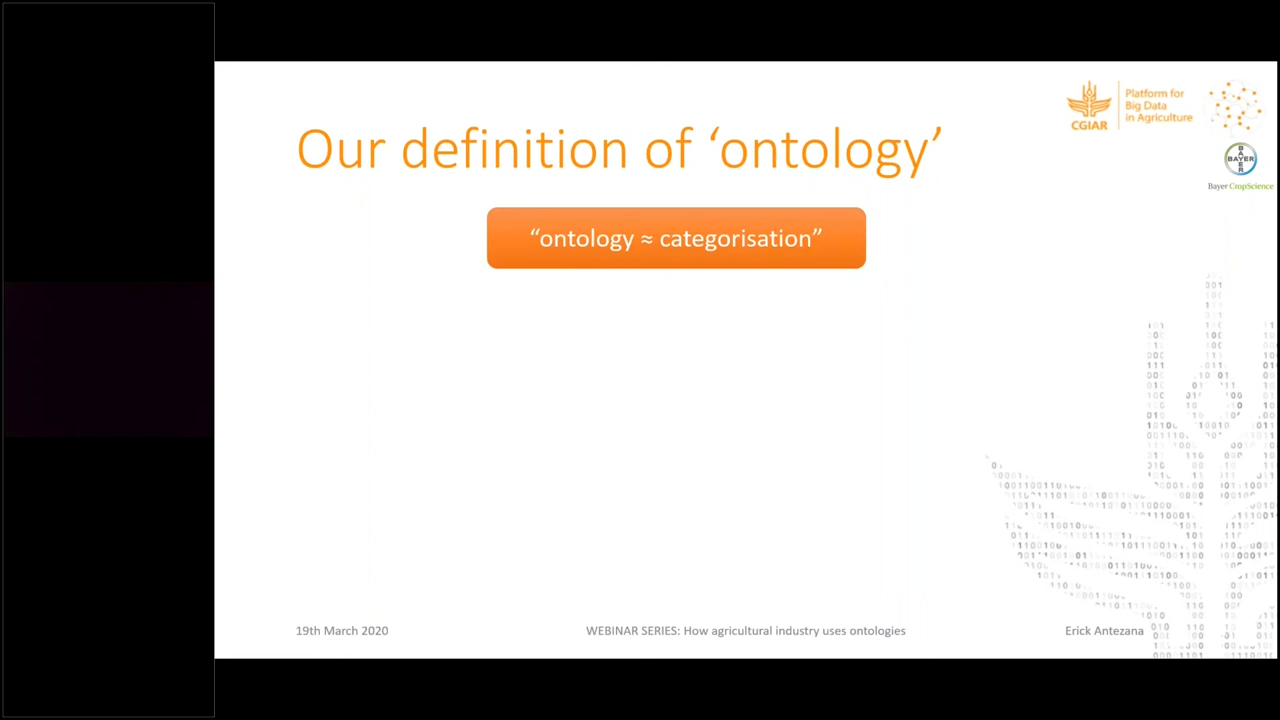 Our definition of ‘ontology’
“ontology ≈ categorisation”
CGIAR
Platform for
Big Data
in Agriculture
BAYER
BAYER
Bayer CropScience
19th March 2020
WEBINAR SERIES: How agricultural industry uses ontologies
Erick Antezana